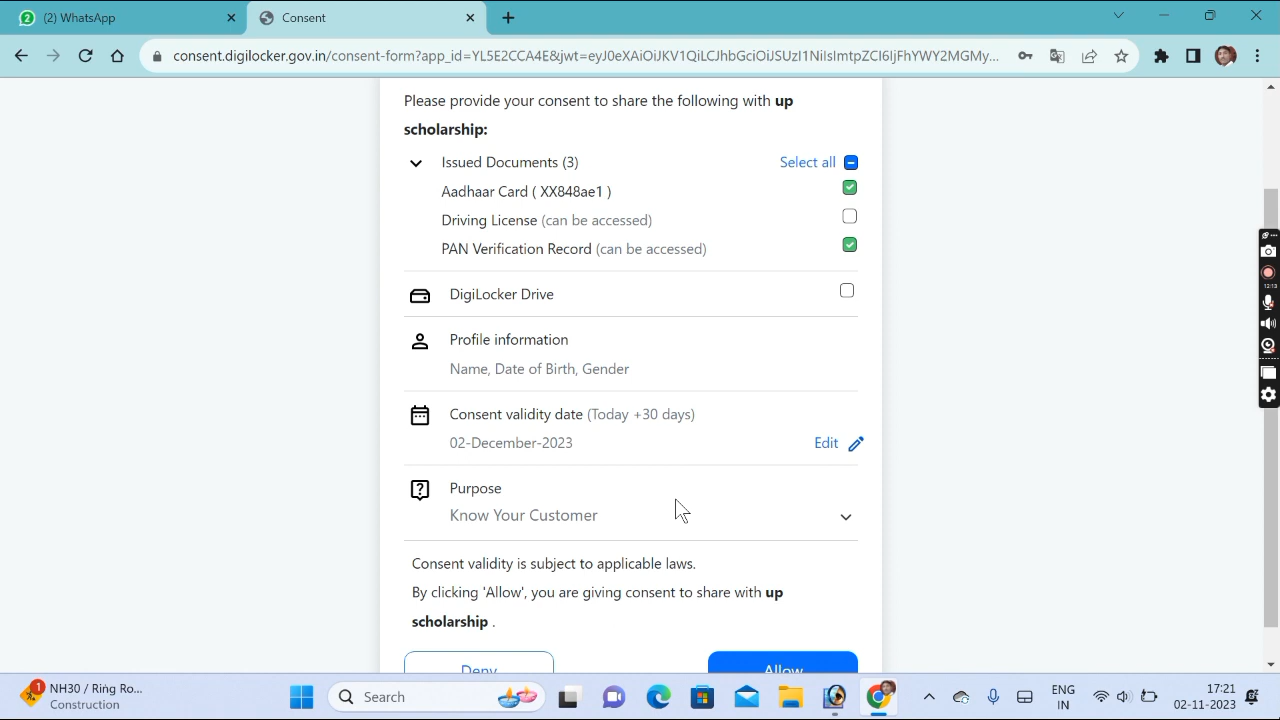 (2) WhatsApp
Consent
consent.digilocker.gov.in/consent-form?app_id=YL5E2CCA4E&jwt=eyJ0eXAiOiJKV1QiLCJhbGciOiJSUzI1NiIsImtpZCI6IjFhYWY2MGMy...
Please provide your consent to share the following with up
scholarship:
Issued Documents (3) Select all
Aadhaar Card ( XX848ae1 )
Driving License (can be accessed)
PAN Verification Record (can be accessed)
DigiLocker Drive
Profile information
Name, Date of Birth, Gender
Consent validity date (Today +30 days)
02-December-2023 Edit
Purpose
Know Your Customer
Consent validity is subject to applicable laws.
By clicking 'Allow', you are giving consent to share with up
scholarship .
Deny Allow
12:13
1 NH30 / Ring Ro...
Construction
Search
ENG
IN
17:21
02-11-2023